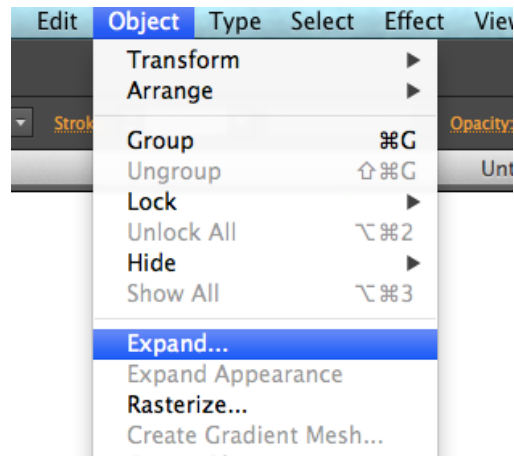 Edit Object Type Select Effect View
Transform ▶
Arrange ▶
Strok Opacity:
Group ⌘G
Unt
Ungroup ⇧⌘G
Lock ▶
Unlock All ⌥⌘2
Hide ▶
Show All ⌥⌘3
Expand...
Expand Appearance
Rasterize...
Create Gradient Mesh...